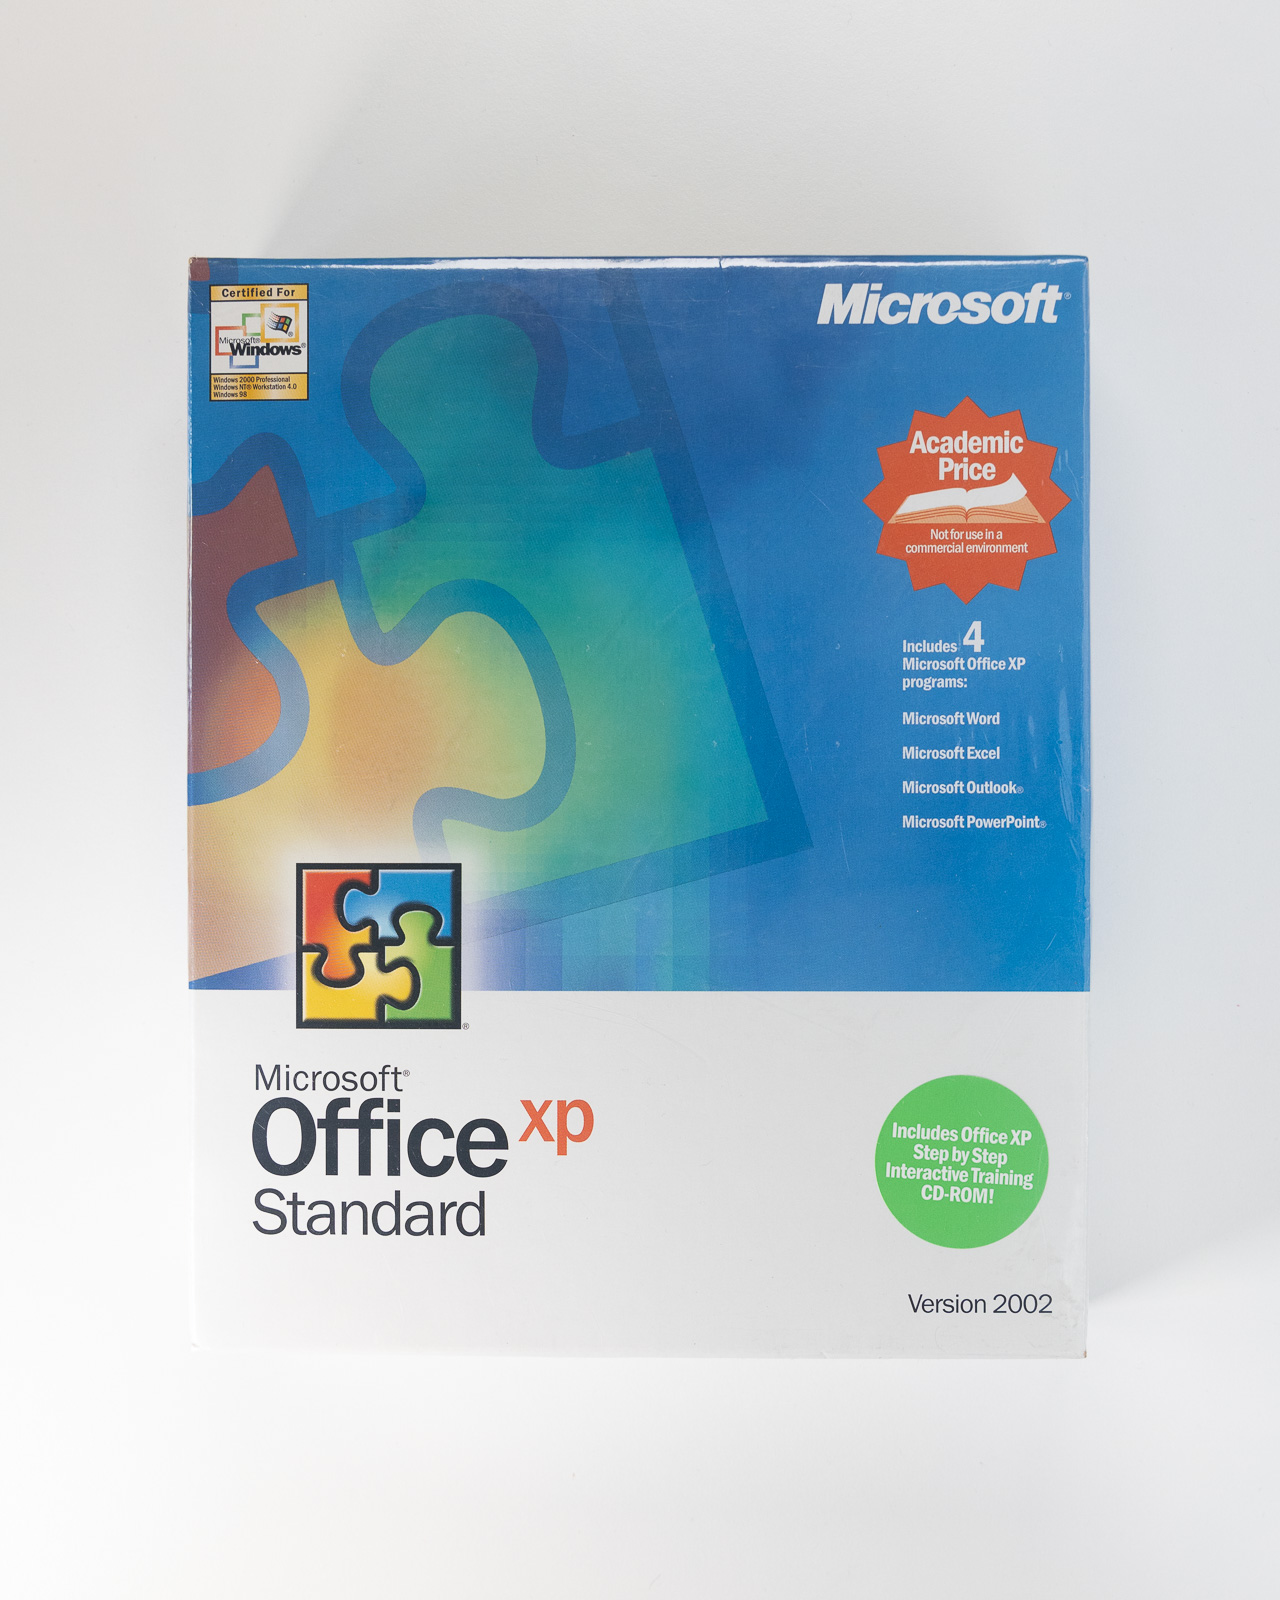 Certified For
Microsoft®
Windows®
Windows 2000 Professional
Windows NT® Workstation 4.0
Windows 98
Microsoft®
Academic
Price
Not for use in a
commercial environment
Includes 4
Microsoft Office XP
programs:
Microsoft Word
Microsoft Excel
Microsoft Outlook®
Microsoft PowerPoint®
®
Microsoft®
Office xp
Standard
Includes Office XP
Step by Step
Interactive Training
CD-ROM!
Version 2002